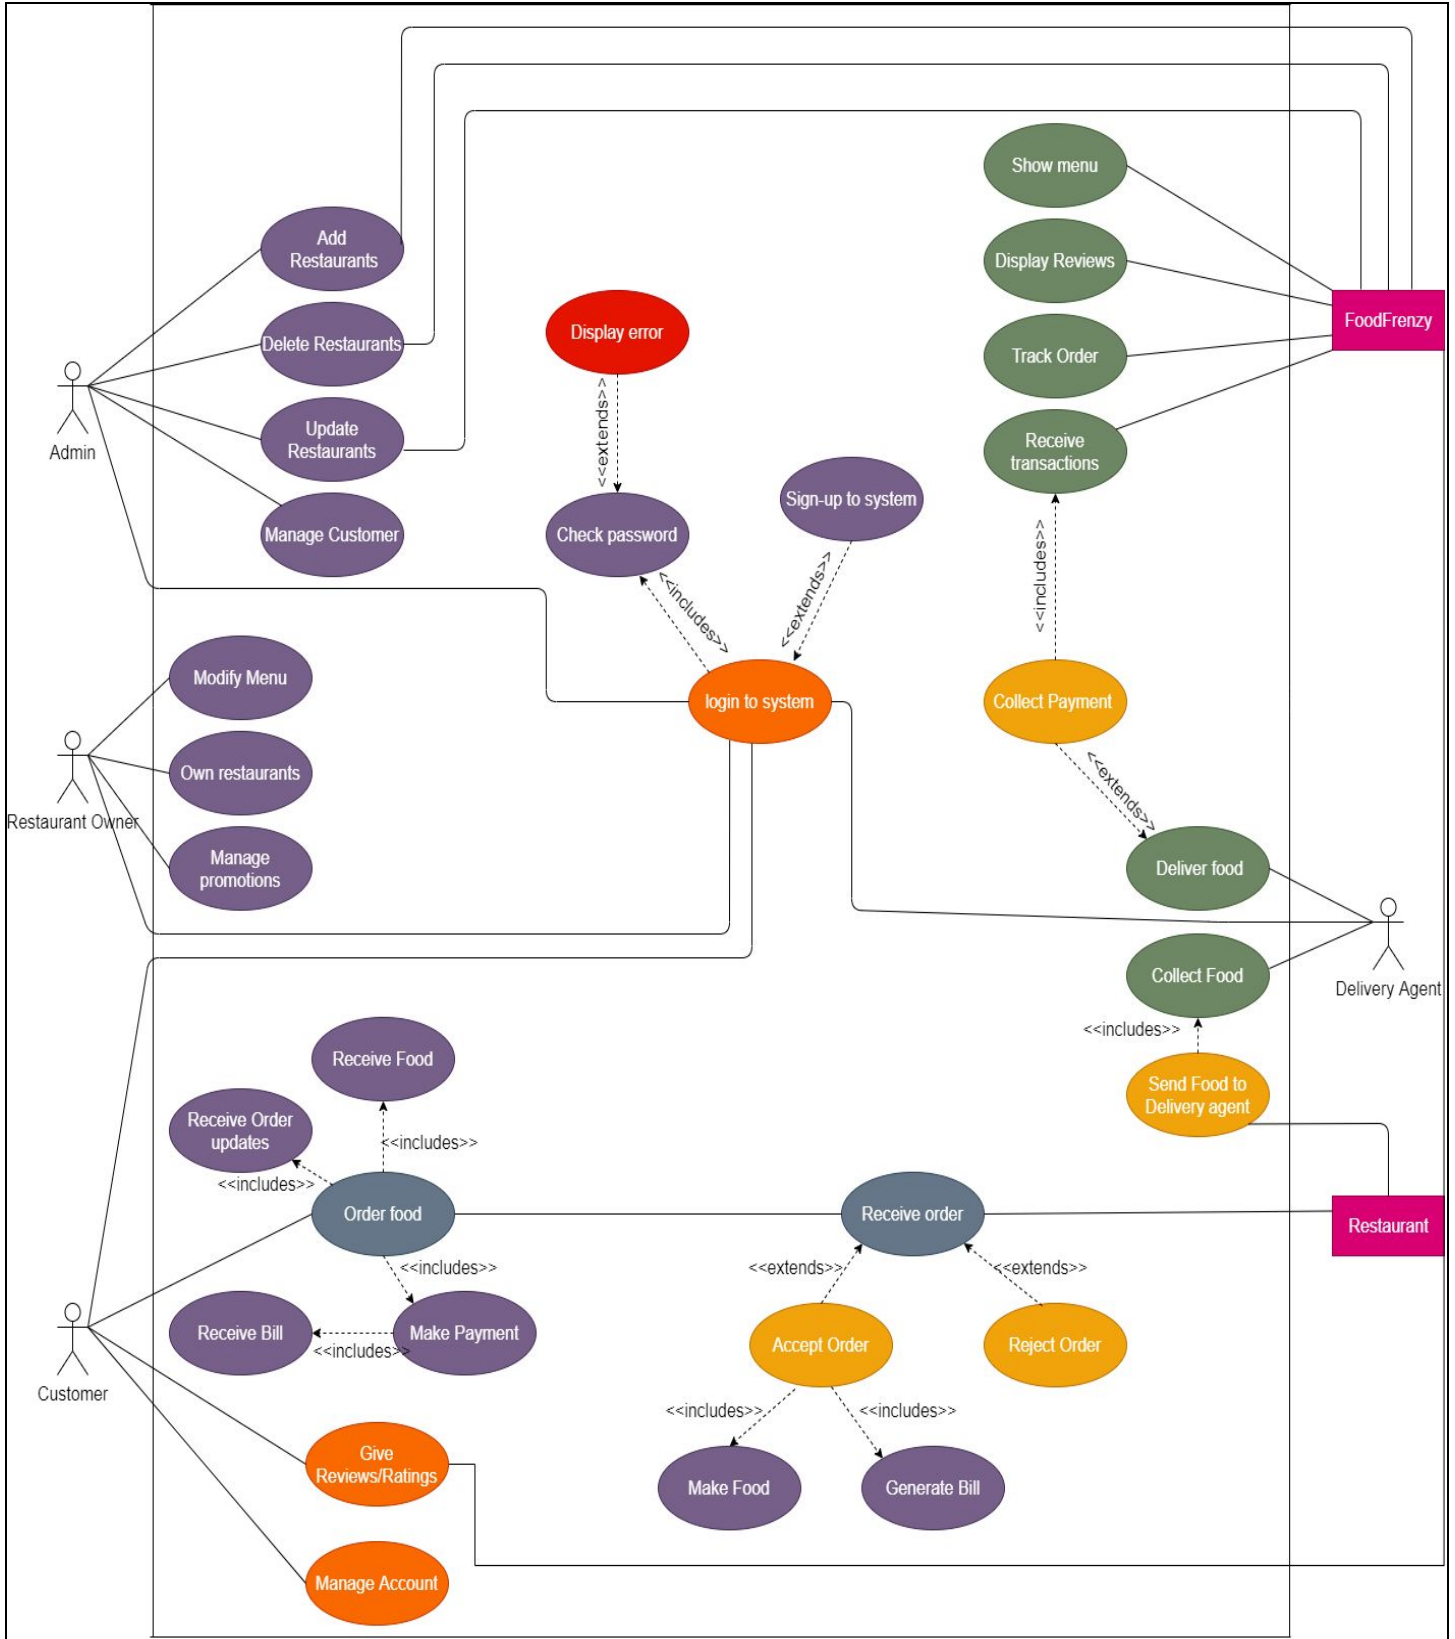 Show menu
Add
Restaurants
Display Reviews
FoodFrenzy
Display error
Delete Restaurants
Track Order
Admin
<<extends>>
Update
Restaurants
Receive
transactions
Sign-up to system
Manage Customer
Check password
<<includes>>
<<extends>>
<<includes>>
Modify Menu
login to system
Collect Payment
Own restaurants
<<extends>>
Restaurant Owner
Manage
promotions
Deliver food
Collect Food
Delivery Agent
<<includes>>
Receive Food
Send Food to
Delivery agent
Receive Order
updates
<<includes>>
<<includes>>
Order food
Receive order
Restaurant
<<includes>>
<<extends>>
<<extends>>
Receive Bill
Make Payment
<<includes>>
Accept Order
Reject Order
Customer
<<includes>>
<<includes>>
Give
Reviews/Ratings
Make Food
Generate Bill
Manage Account